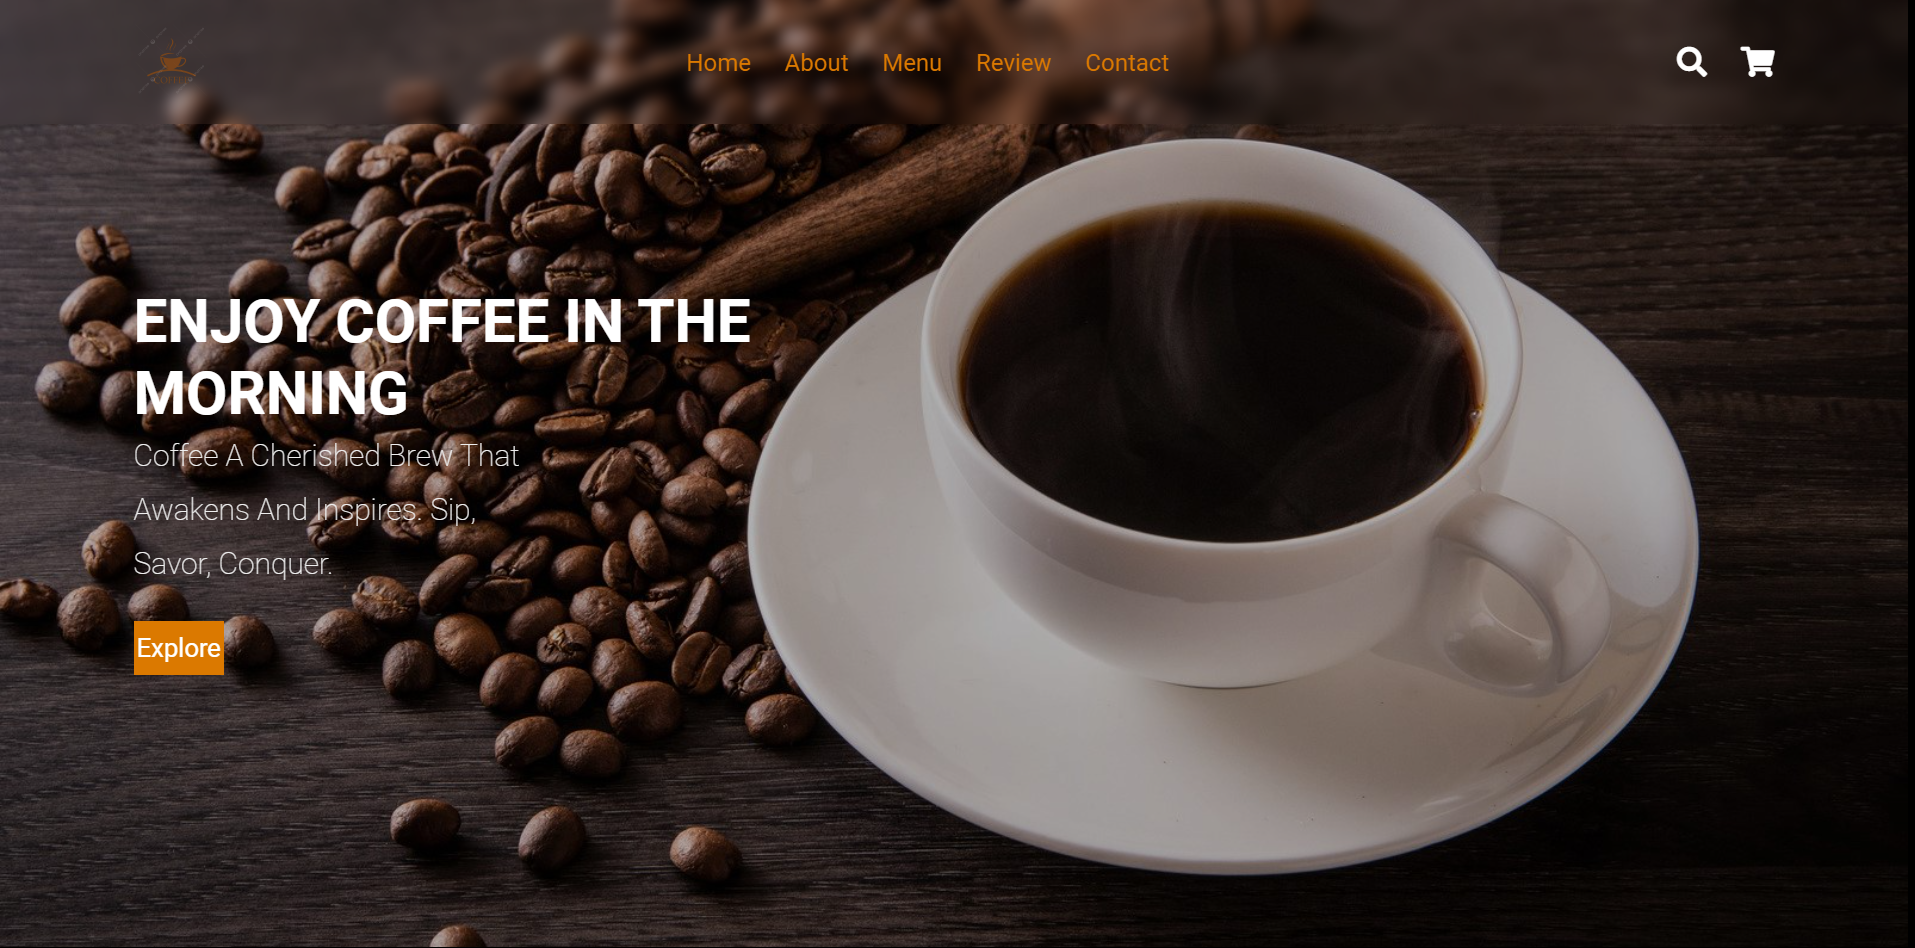 Home About Menu Review Contact
ENJOY COFFEE IN THE
MORNING
Coffee A Cherished Brew That
Awakens And Inspires. Sip,
Savor, Conquer.
Explore